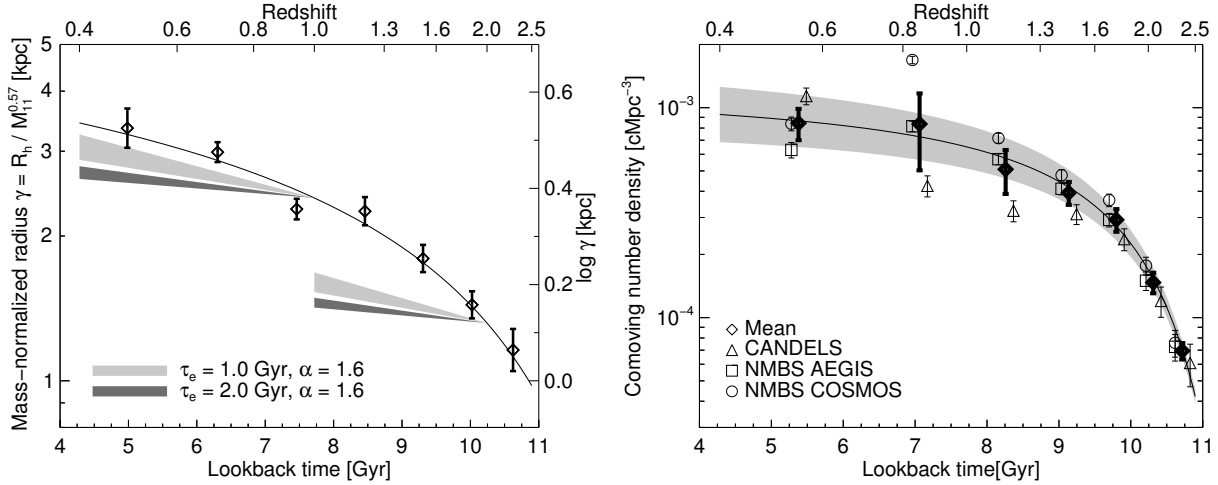 Redshift
0.4 0.6 0.8 1.0 1.2 1.5 2.0 2.5
Mass−normalized radius γ = R_h / M_11^0.57 [kpc]
5
3
2
1
log γ [kpc]
0.6
0.4
0.2
0.0
τ_e = 1.0 Gyr, α = 1.6
τ_e = 2.0 Gyr, α = 1.6
4 5 6 7 8 9 10 11
Lookback time [Gyr]
Redshift
0.4 0.6 0.8 1.0 1.2 1.4 1.7 2.0 2.5
Comoving number density [cMpc^−3]
10^−3
10^−4
Mean
CANDELS
NMBS AEGIS
NMBS COSMOS
4 5 6 7 8 9 10 11
Lookback time[Gyr]